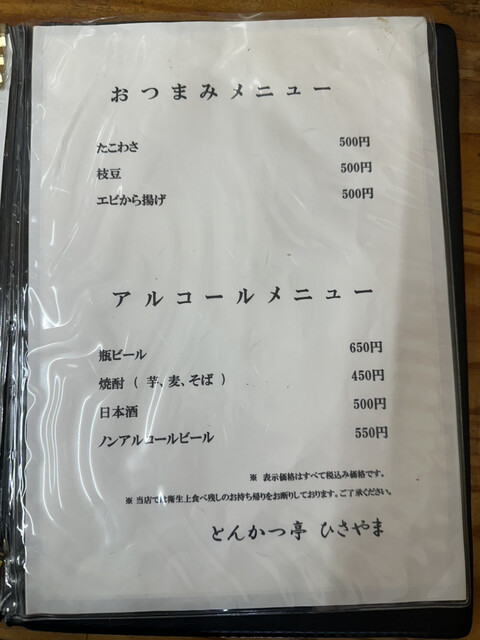 おつまみメニュー
たこわさ 500円
枝豆 500円
エビから揚げ 500円
アルコールメニュー
瓶ビール 650円
焼酎 ( 芋、麦、そば ) 450円
日本酒 500円
ノンアルコールビール 550円
※ 表示価格はすべて税込み価格です。
※ 当店では衛生上食べ残しのお持ち帰りをお断りしております。ご了承ください。
とんかつ亭 ひさやま